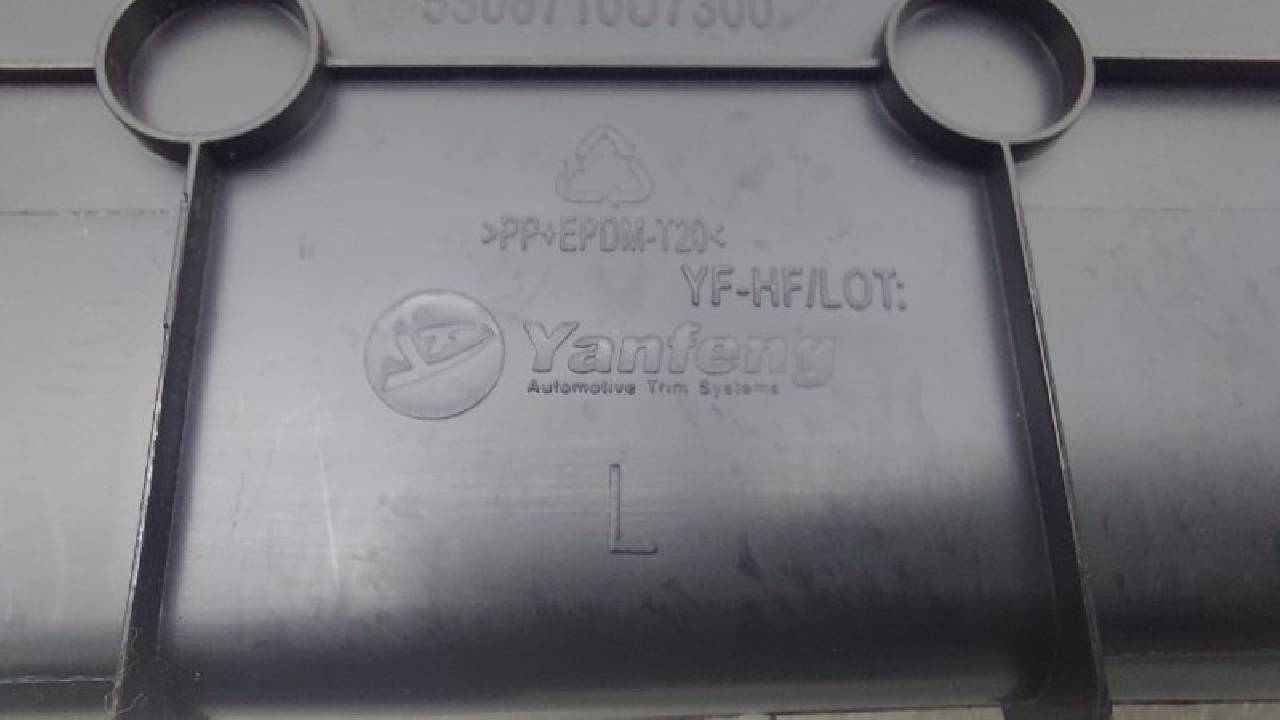 >PP+EPDM-T20<
YF-HF/LOT:
Yanfeng
Automotive Trim Systems
L